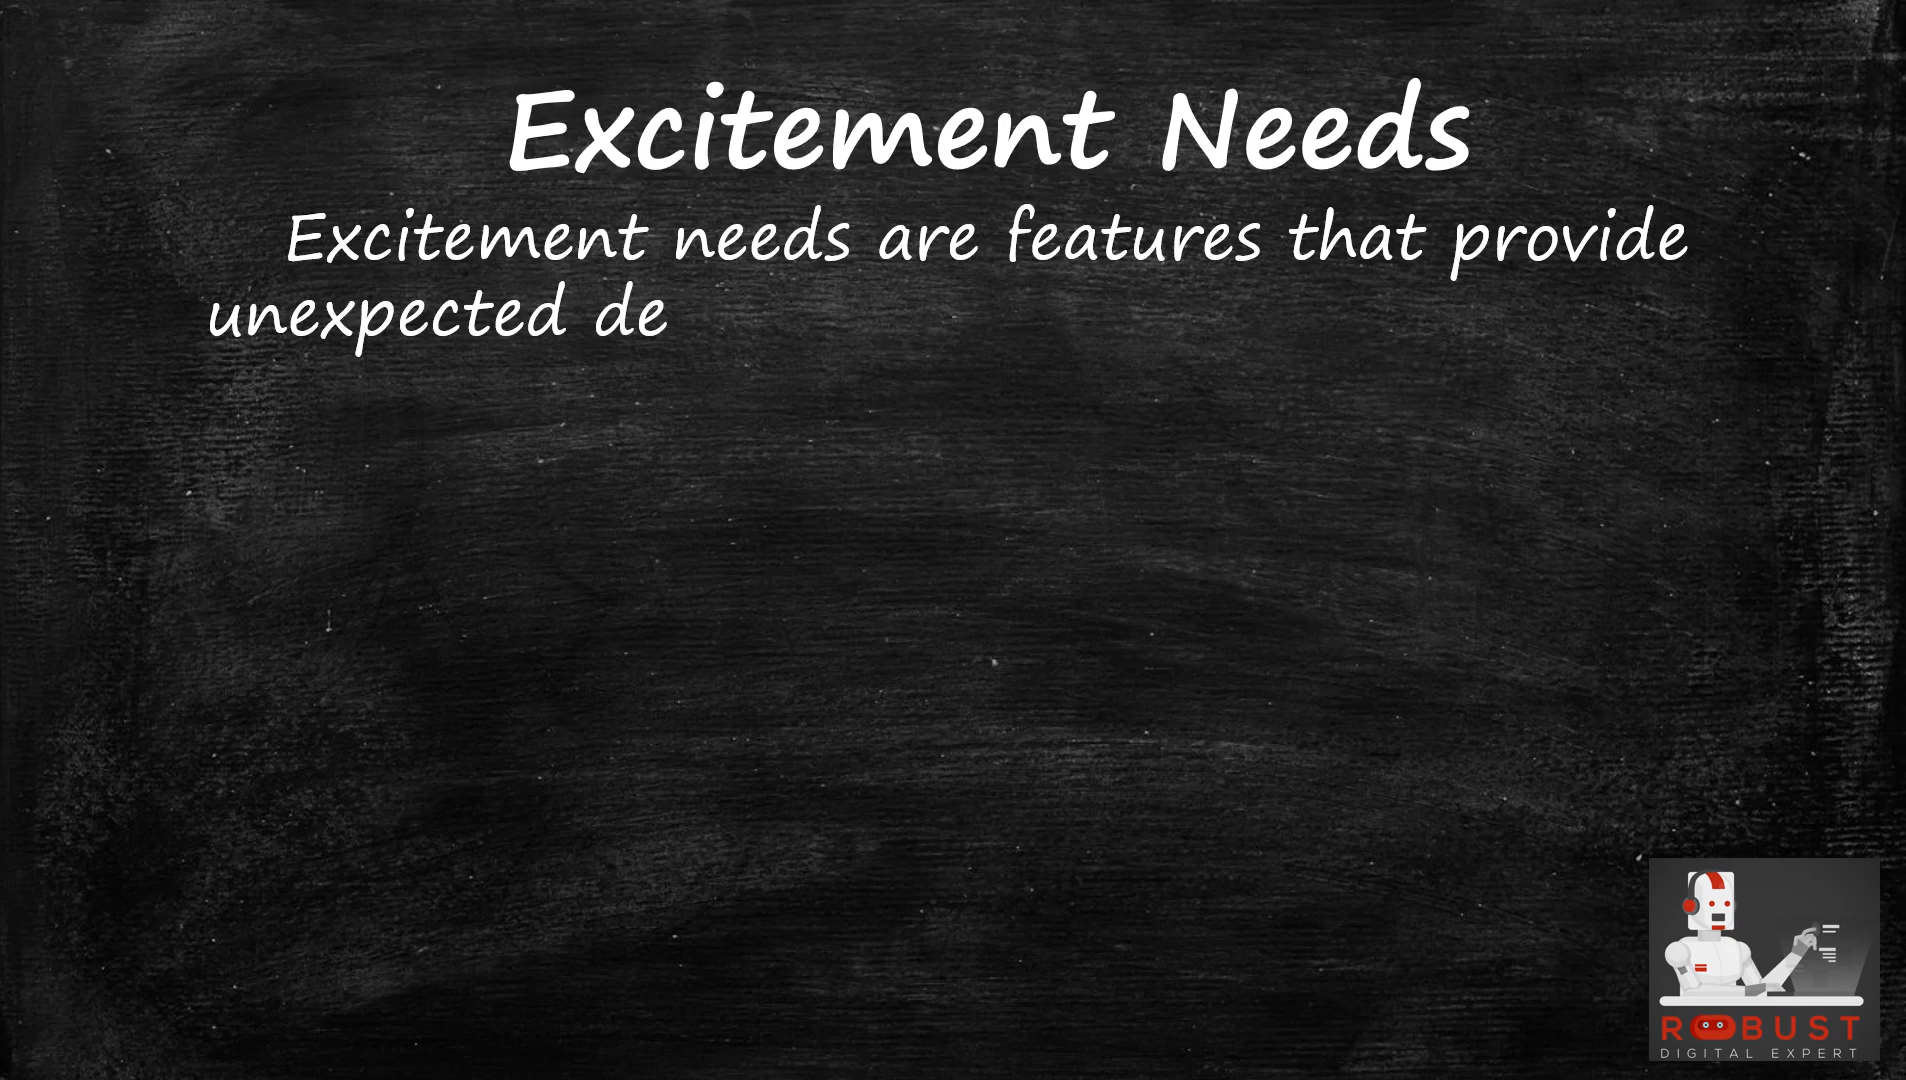 Excitement Needs
Excitement needs are features that provide
unexpected de
ROBUST
DIGITAL EXPERT